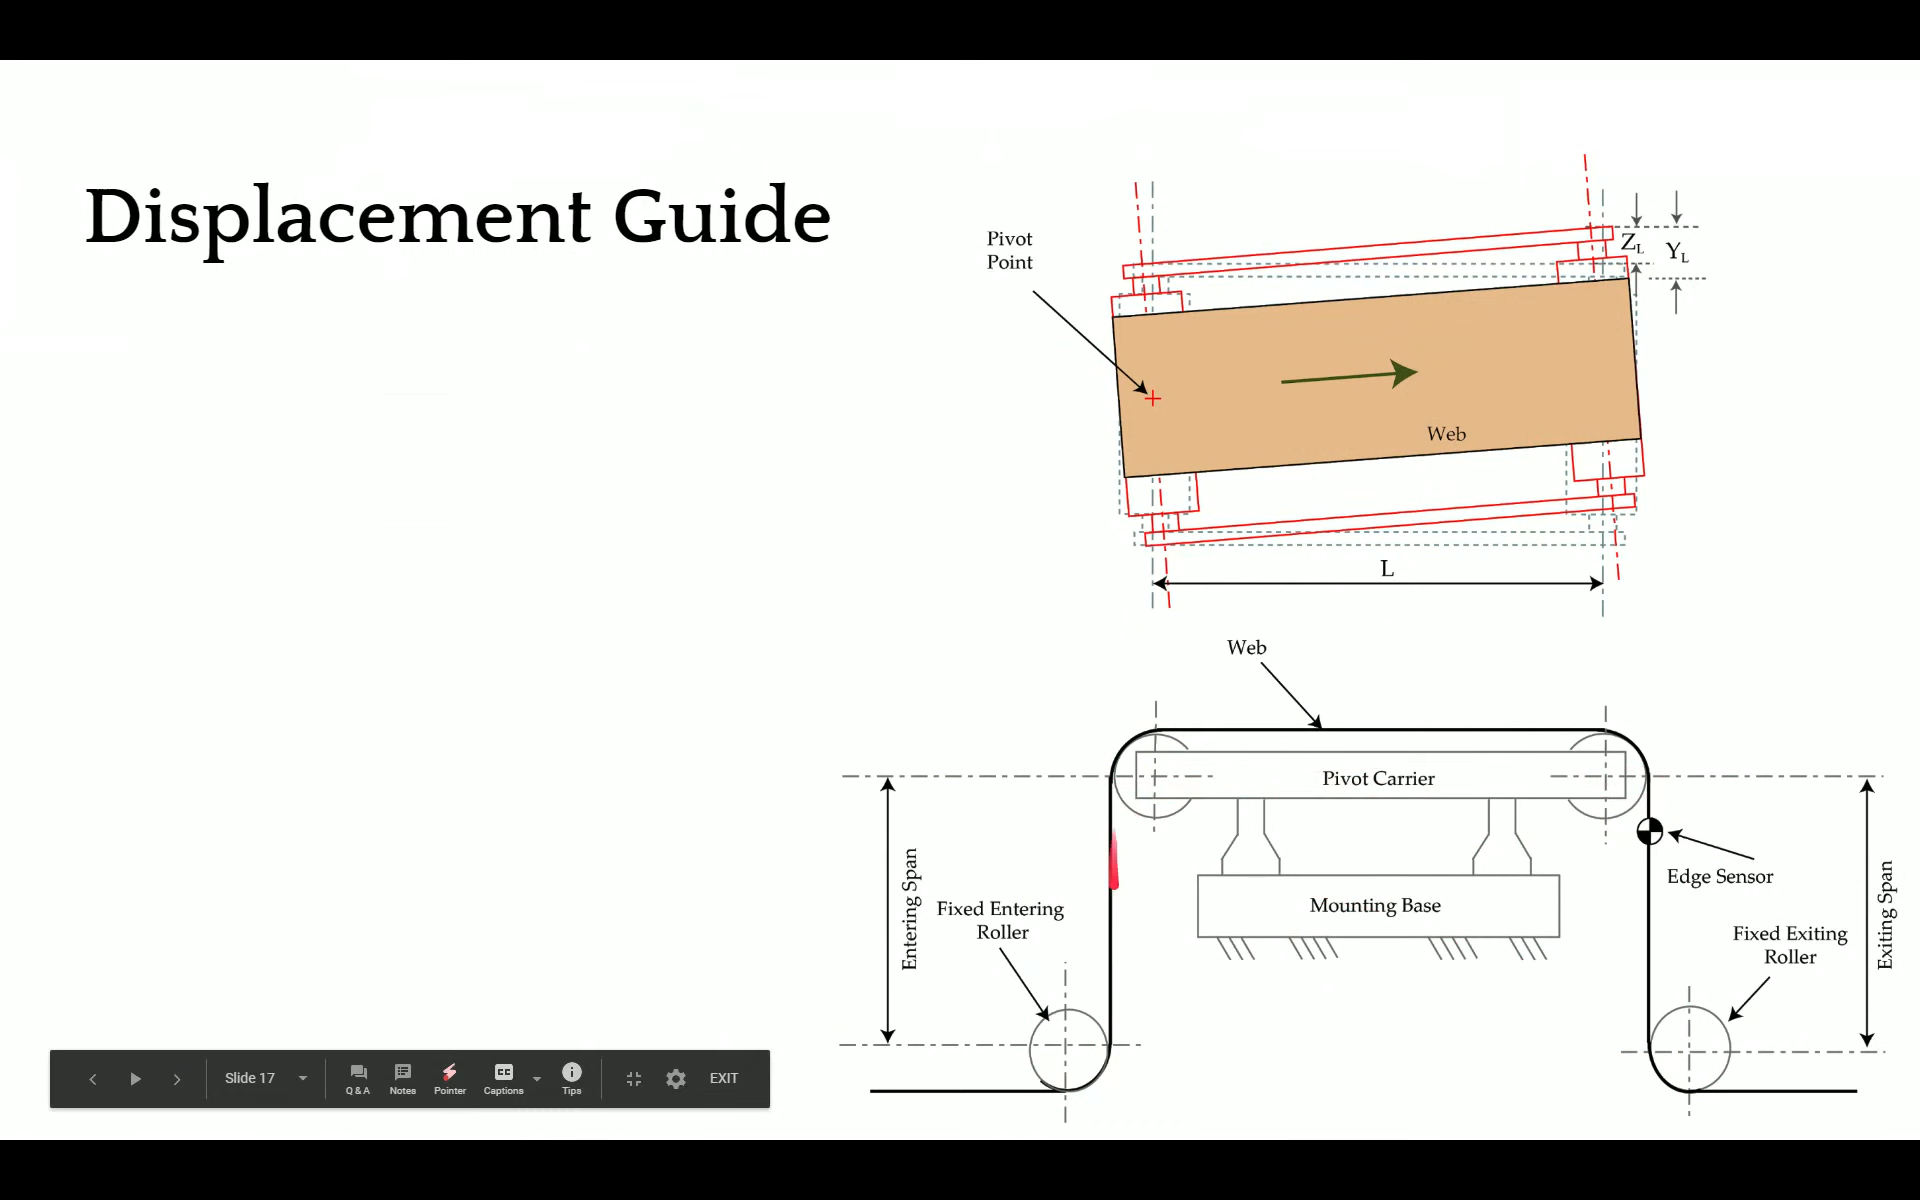 Displacement Guide
Pivot
Point
Z_L
Y_L
Web
L
Web
Pivot Carrier
Edge Sensor
Entering Span
Fixed Entering
Roller
Mounting Base
Fixed Exiting
Roller
Exiting Span
Slide 17
Q & A
Notes
Pointer
CC
Captions
Tips
EXIT